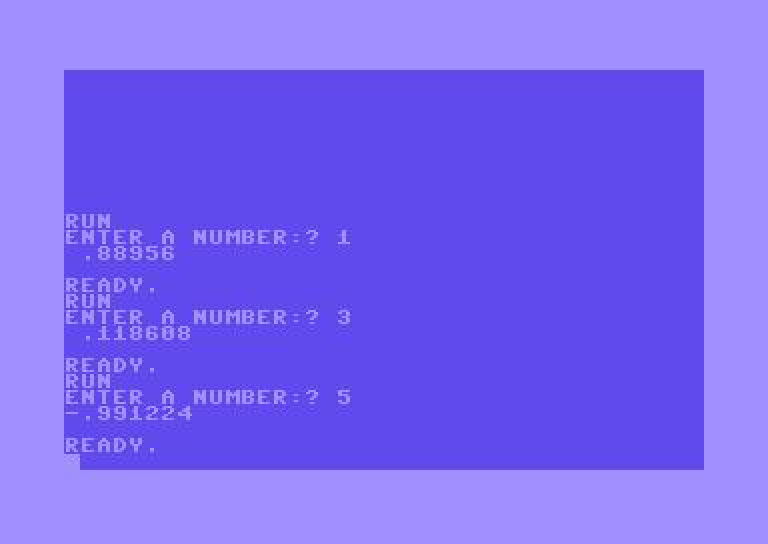 RUN
ENTER A NUMBER:? 1
.88956
READY.
RUN
ENTER A NUMBER:? 3
.118608
READY.
RUN
ENTER A NUMBER:? 5
-.991224
READY.